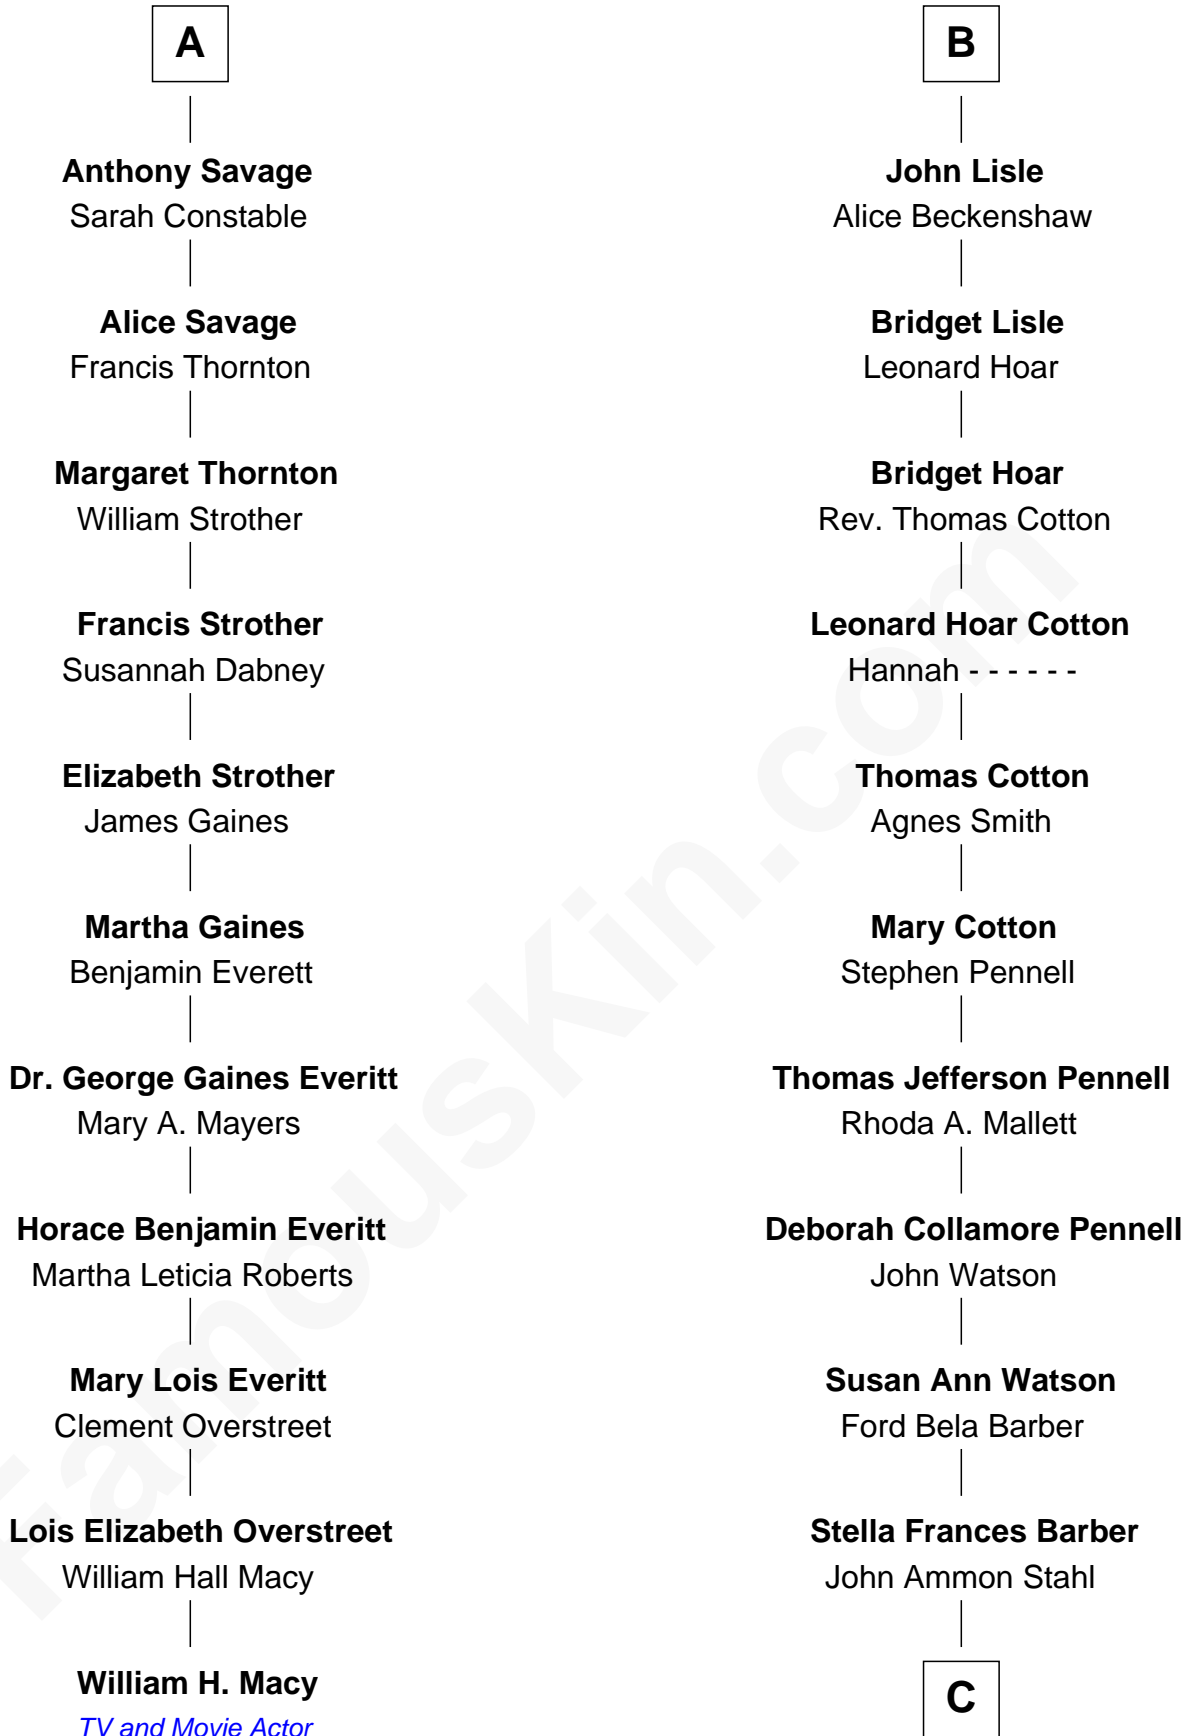 A
Anthony Savage
Sarah Constable
Alice Savage
Francis Thornton
Margaret Thornton
William Strother
Francis Strother
Susannah Dabney
Elizabeth Strother
James Gaines
Martha Gaines
Benjamin Everett
Dr. George Gaines Everitt
Mary A. Mayers
Horace Benjamin Everitt
Martha Leticia Roberts
Mary Lois Everitt
Clement Overstreet
Lois Elizabeth Overstreet
William Hall Macy
William H. Macy
TV and Movie Actor
B
John Lisle
Alice Beckenshaw
Bridget Lisle
Leonard Hoar
Bridget Hoar
Rev. Thomas Cotton
Leonard Hoar Cotton
Hannah - - - - - -
Thomas Cotton
Agnes Smith
Mary Cotton
Stephen Pennell
Thomas Jefferson Pennell
Rhoda A. Mallett
Deborah Collamore Pennell
John Watson
Susan Ann Watson
Ford Bela Barber
Stella Frances Barber
John Ammon Stahl
C
FamousKin.com